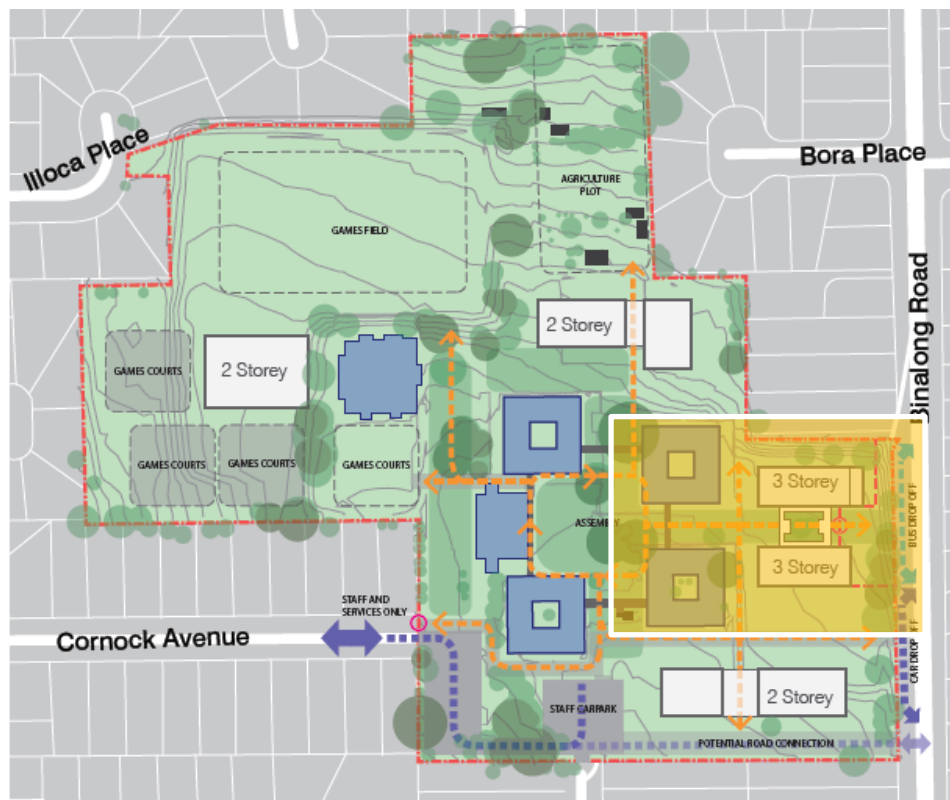 Illoca Place
Bora Place
AGRICULTURE
PLOT
GAMES FIELD
Binalong Road
2 Storey
GAMES COURTS
2 Storey
GAMES COURTS
GAMES COURTS
GAMES COURTS
3 Storey
BUS DROP OFF
ASSEMBLY
3 Storey
STAFF AND
SERVICES ONLY
Cornock Avenue
CAR DROP OFF
2 Storey
STAFF CARPARK
POTENTIAL ROAD CONNECTION